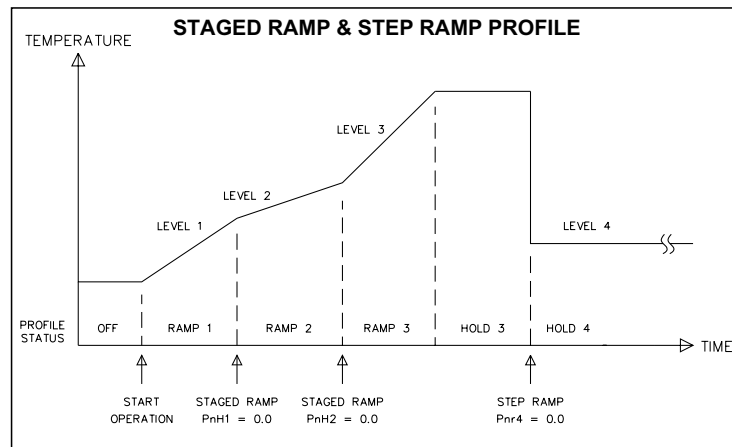 STAGED RAMP & STEP RAMP PROFILE
TEMPERATURE
LEVEL 3
LEVEL 2
LEVEL 1
LEVEL 4
PROFILE
STATUS
OFF
RAMP 1
RAMP 2
RAMP 3
HOLD 3
HOLD 4
TIME
START
OPERATION
STAGED RAMP
PnH1 = 0.0
STAGED RAMP
PnH2 = 0.0
STEP RAMP
Pnr4 = 0.0